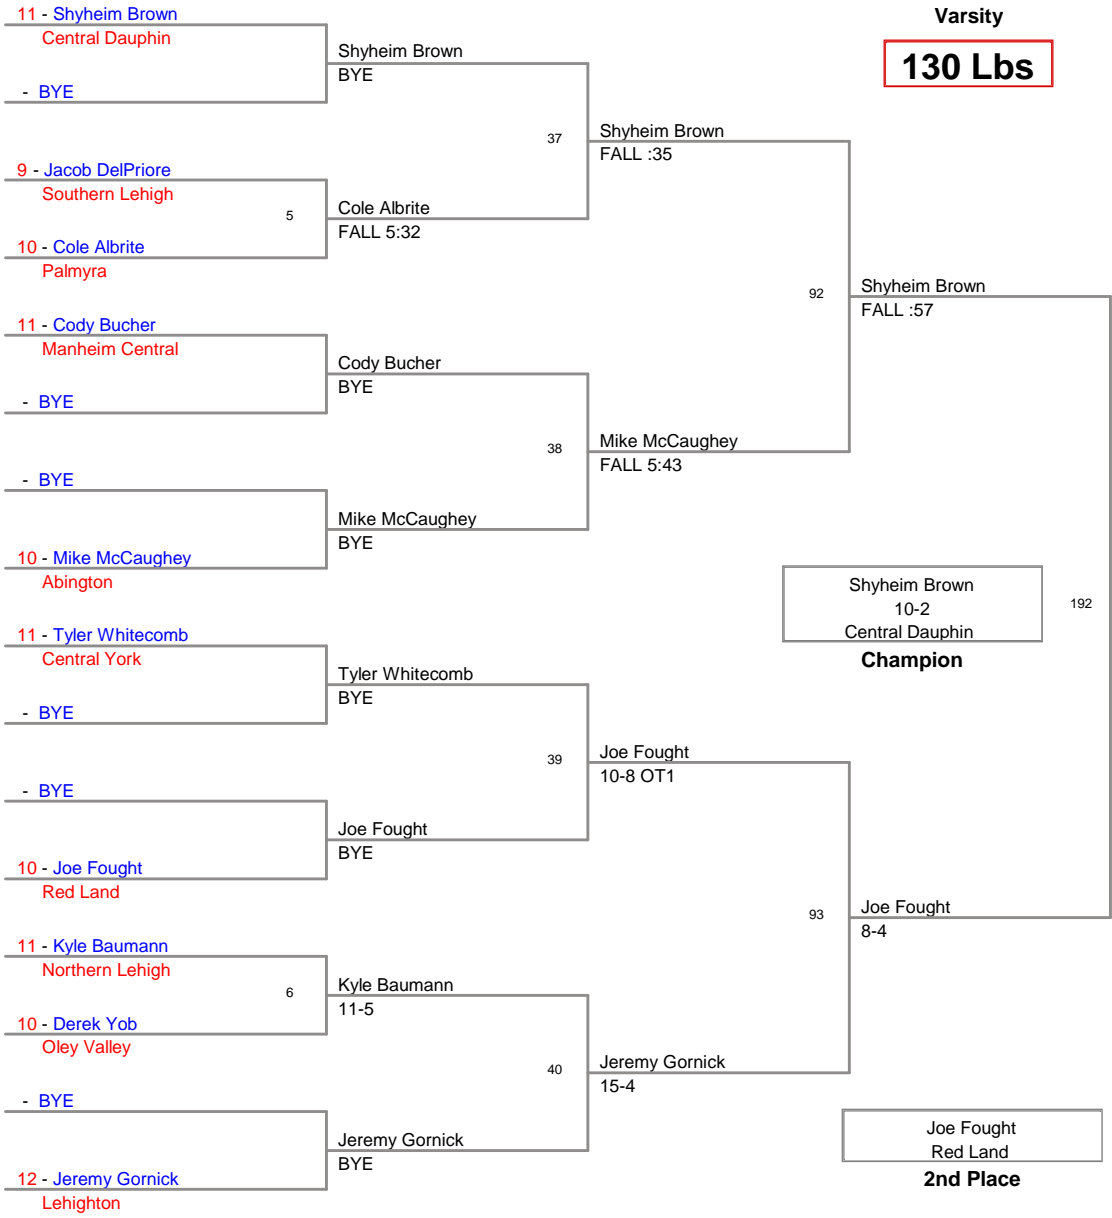 11 - Shyheim Brown
Central Dauphin
Varsity
130 Lbs
Shyheim Brown
BYE
- BYE
37
Shyheim Brown
FALL :35
9 - Jacob DelPriore
Southern Lehigh
5
Cole Albrite
FALL 5:32
10 - Cole Albrite
Palmyra
92
Shyheim Brown
FALL :57
11 - Cody Bucher
Manheim Central
Cody Bucher
BYE
- BYE
38
Mike McCaughey
FALL 5:43
- BYE
Mike McCaughey
BYE
10 - Mike McCaughey
Abington
Shyheim Brown
10-2
Central Dauphin
Champion
192
11 - Tyler Whitecomb
Central York
Tyler Whitecomb
BYE
- BYE
39
Joe Fought
10-8 OT1
- BYE
Joe Fought
BYE
10 - Joe Fought
Red Land
93
Joe Fought
8-4
11 - Kyle Baumann
Northern Lehigh
6
Kyle Baumann
11-5
10 - Derek Yob
Oley Valley
40
Jeremy Gornick
15-4
- BYE
Jeremy Gornick
BYE
12 - Jeremy Gornick
Lehighton
Joe Fought
Red Land
2nd Place